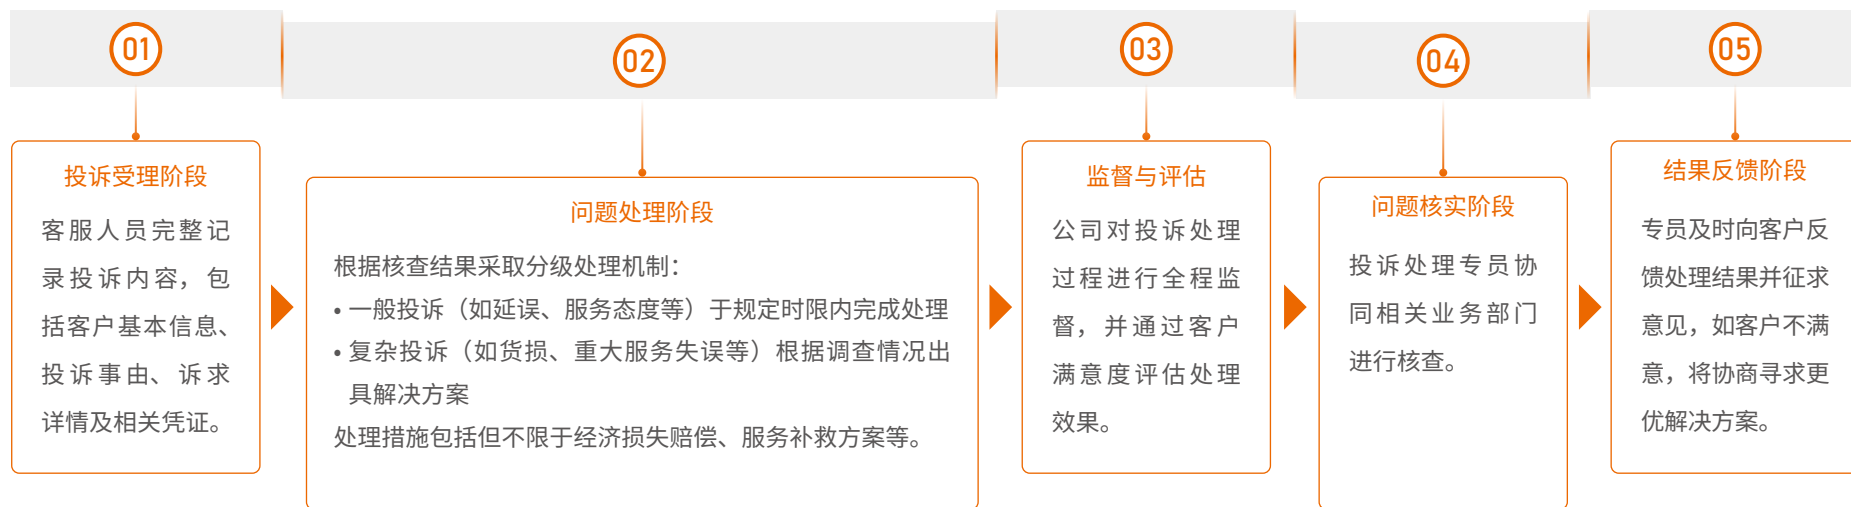 01
投诉受理阶段
客服人员完整记
录投诉内容，包
括客户基本信息、
投诉事由、诉求
详情及相关凭证。
02
问题处理阶段
根据核查结果采取分级处理机制：
• 一般投诉（如延误、服务态度等）于规定时限内完成处理
• 复杂投诉（如货损、重大服务失误等）根据调查情况出
具解决方案
处理措施包括但不限于经济损失赔偿、服务补救方案等。
03
监督与评估
公司对投诉处理
过程进行全程监
督，并通过客户
满意度评估处理
效果。
04
问题核实阶段
投诉处理专员协
同相关业务部门
进行核查。
05
结果反馈阶段
专员及时向客户反
馈处理结果并征求
意见，如客户不满
意，将协商寻求更
优解决方案。